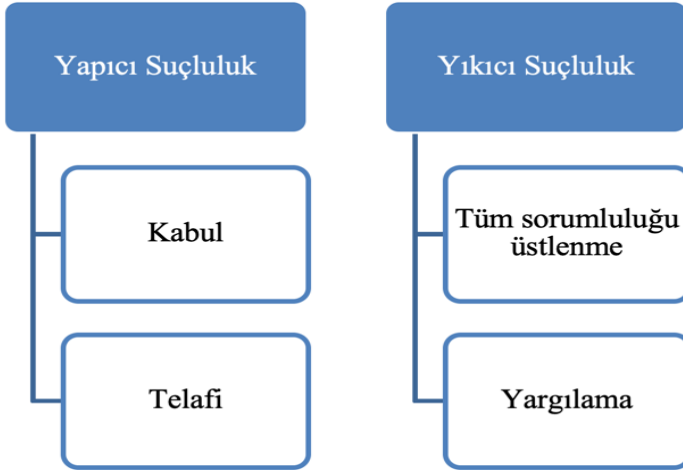 Yapıcı Suçluluk
Kabul
Telafi
Yıkıcı Suçluluk
Tüm sorumluluğu
üstlenme
Yargılama